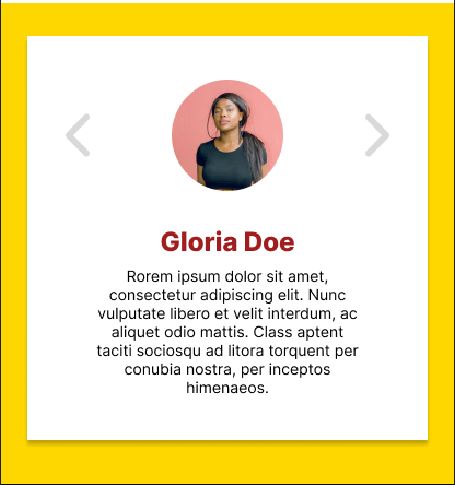 Gloria Doe
Rorem ipsum dolor sit amet,
consectetur adipiscing elit. Nunc
vulputate libero et velit interdum, ac
aliquet odio mattis. Class aptent
taciti sociosqu ad litora torquent per
conubia nostra, per inceptos
himenaeos.